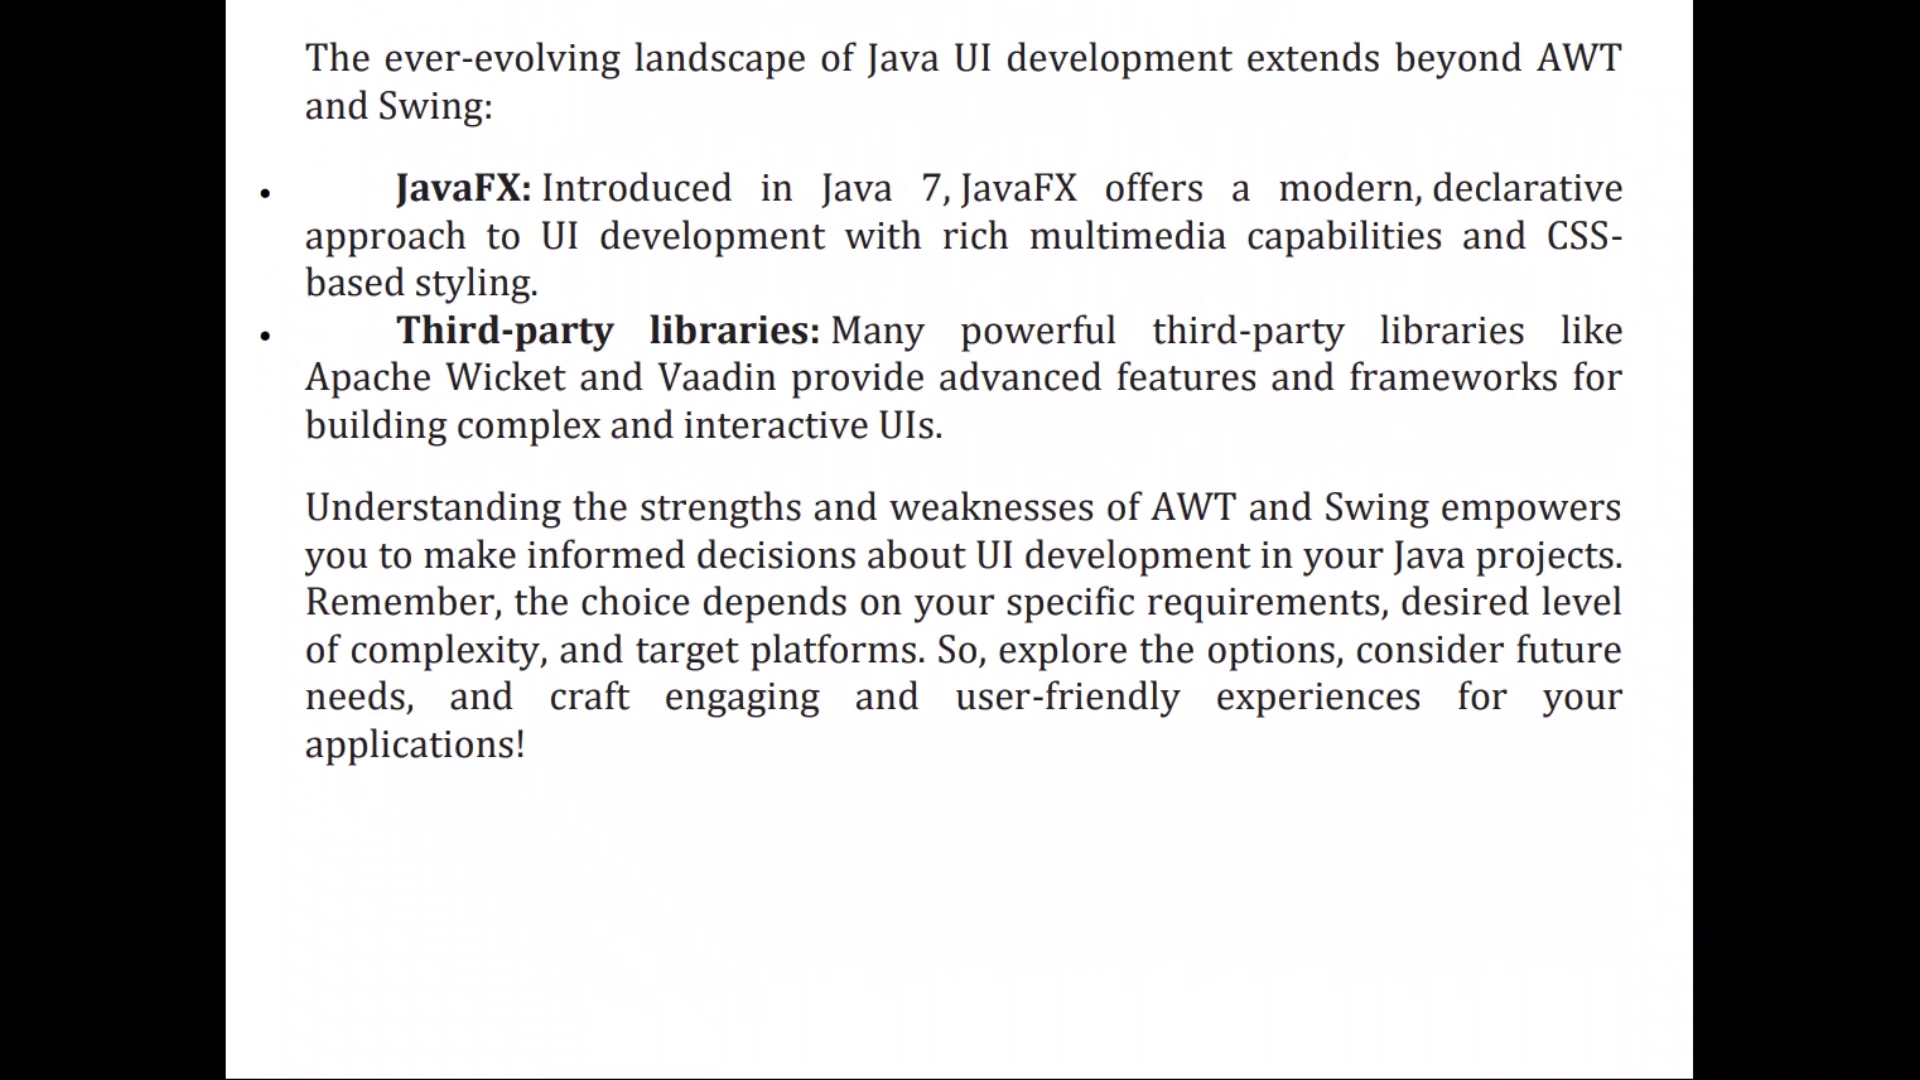 The ever-evolving landscape of Java UI development extends beyond AWT
and Swing:
• JavaFX: Introduced in Java 7, JavaFX offers a modern, declarative
approach to UI development with rich multimedia capabilities and CSS-
based styling.
• Third-party libraries: Many powerful third-party libraries like
Apache Wicket and Vaadin provide advanced features and frameworks for
building complex and interactive UIs.
Understanding the strengths and weaknesses of AWT and Swing empowers
you to make informed decisions about UI development in your Java projects.
Remember, the choice depends on your specific requirements, desired level
of complexity, and target platforms. So, explore the options, consider future
needs, and craft engaging and user-friendly experiences for your
applications!